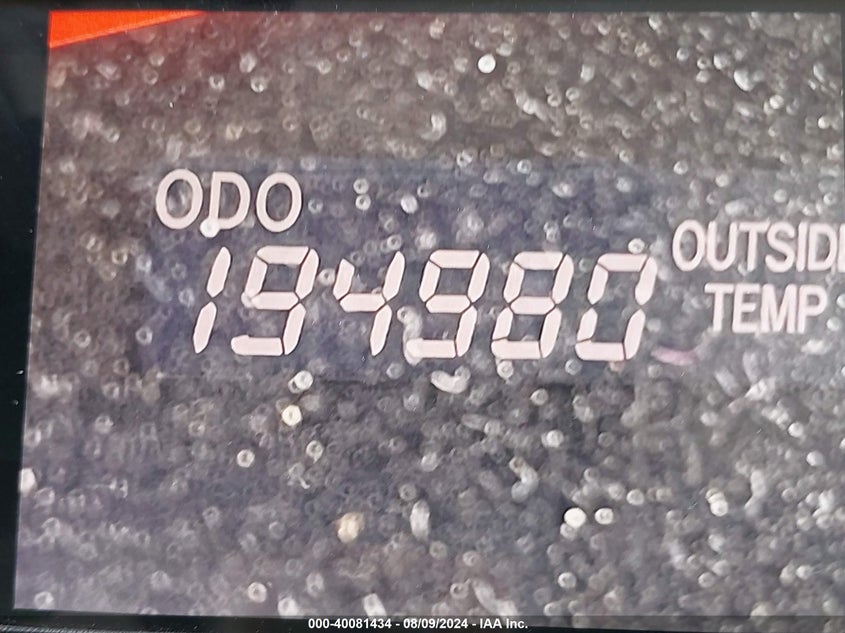 ODO
194980
OUTSIDE
TEMP
000-40081434 - 08/09/2024 - IAA Inc.